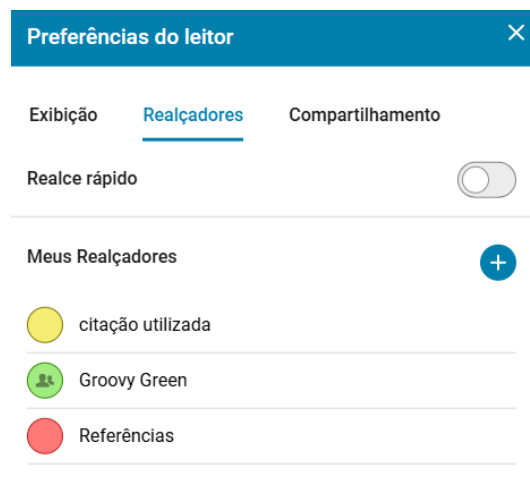 Preferências do leitor
Exibição Realçadores Compartilhamento
Realce rápido
Meus Realçadores
citação utilizada
Groovy Green
Referências